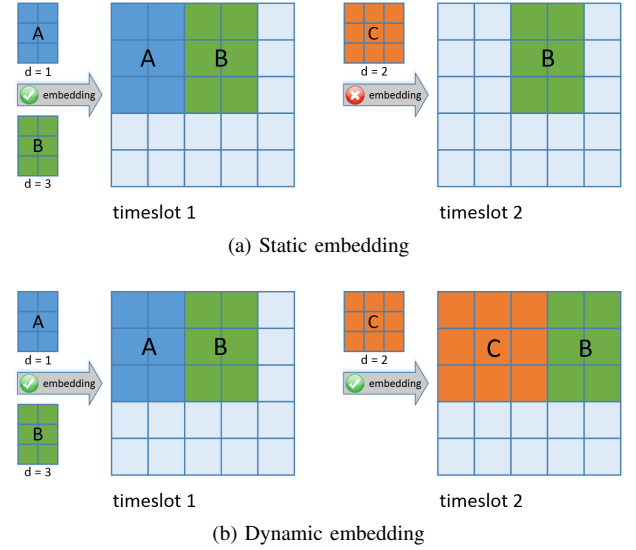 A
d = 1
embedding
B
d = 3
A B
timeslot 1
C
d = 2
embedding
B
timeslot 2
(a) Static embedding
A
d = 1
embedding
B
d = 3
A B
timeslot 1
C
d = 2
embedding
C B
timeslot 2
(b) Dynamic embedding